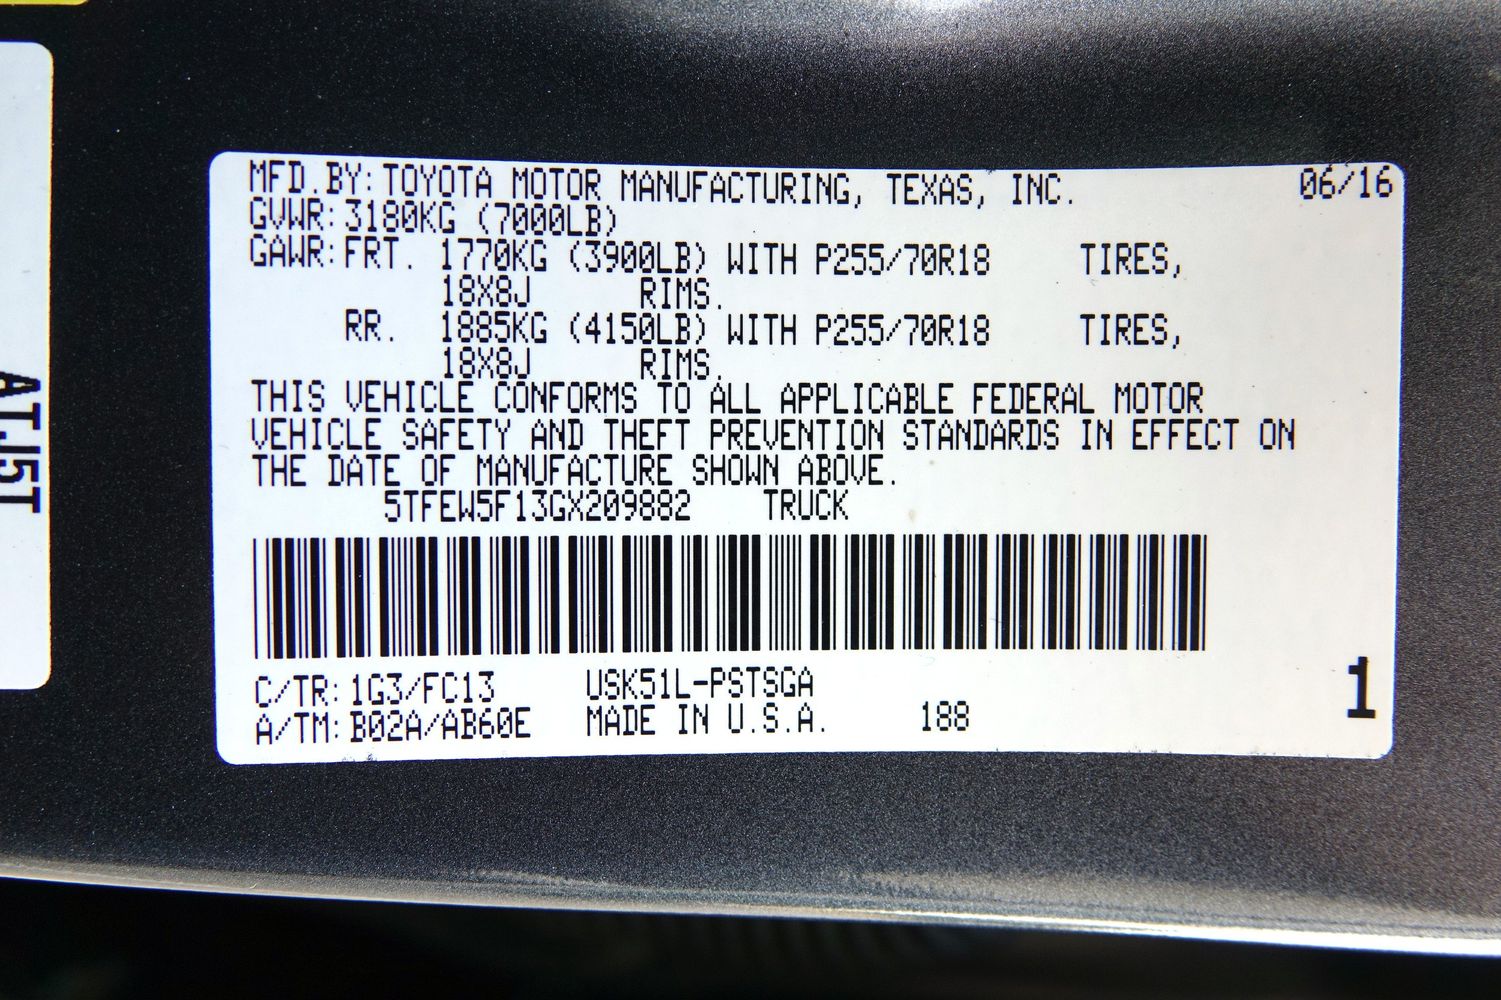 MFD.BY: TOYOTA MOTOR MANUFACTURING, TEXAS, INC. 06/16
GVWR: 3180KG (7000LB)
GAWR: FRT. 1770KG (3900LB) WITH P255/70R18 TIRES,
18X8J RIMS.
RR. 1885KG (4150LB) WITH P255/70R18 TIRES,
18X8J RIMS.
THIS VEHICLE CONFORMS TO ALL APPLICABLE FEDERAL MOTOR
VEHICLE SAFETY AND THEFT PREVENTION STANDARDS IN EFFECT ON
THE DATE OF MANUFACTURE SHOWN ABOVE.
5TFEW5F13GX209882 TRUCK
C/TR: 1G3/FC13 USK51L-PSTSGA
A/TM: B02A/AB60E MADE IN U.S.A. 188
1